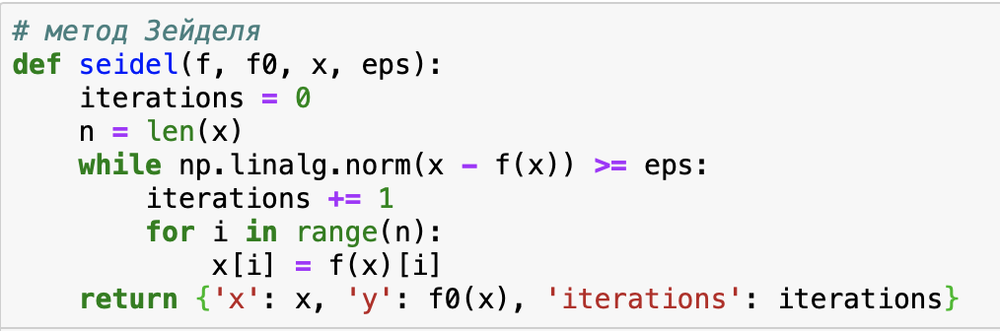 # метод Зейделя
def seidel(f, f0, x, eps):
    iterations = 0
    n = len(x)
    while np.linalg.norm(x - f(x)) >= eps:
        iterations += 1
        for i in range(n):
            x[i] = f(x)[i]
    return {'x': x, 'y': f0(x), 'iterations': iterations}